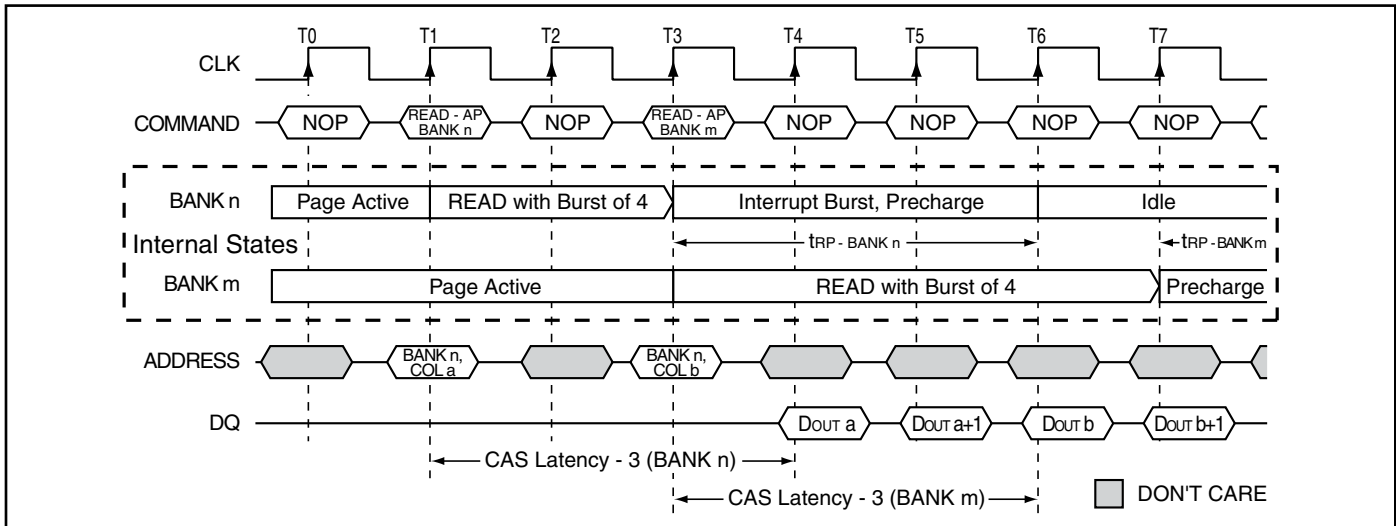 T0 T1 T2 T3 T4 T5 T6 T7
CLK
COMMAND NOP READ - AP NOP READ - AP NOP NOP NOP NOP
BANK n BANK m
BANK n Page Active READ with Burst of 4 Interrupt Burst, Precharge Idle
Internal States tRP - BANK n tRP - BANK m
BANK m Page Active READ with Burst of 4 Precharge
ADDRESS BANK n, BANK n,
COL a COL b
DQ DOUT a DOUT a+1 DOUT b DOUT b+1
CAS Latency - 3 (BANK n)
CAS Latency - 3 (BANK m) DON'T CARE